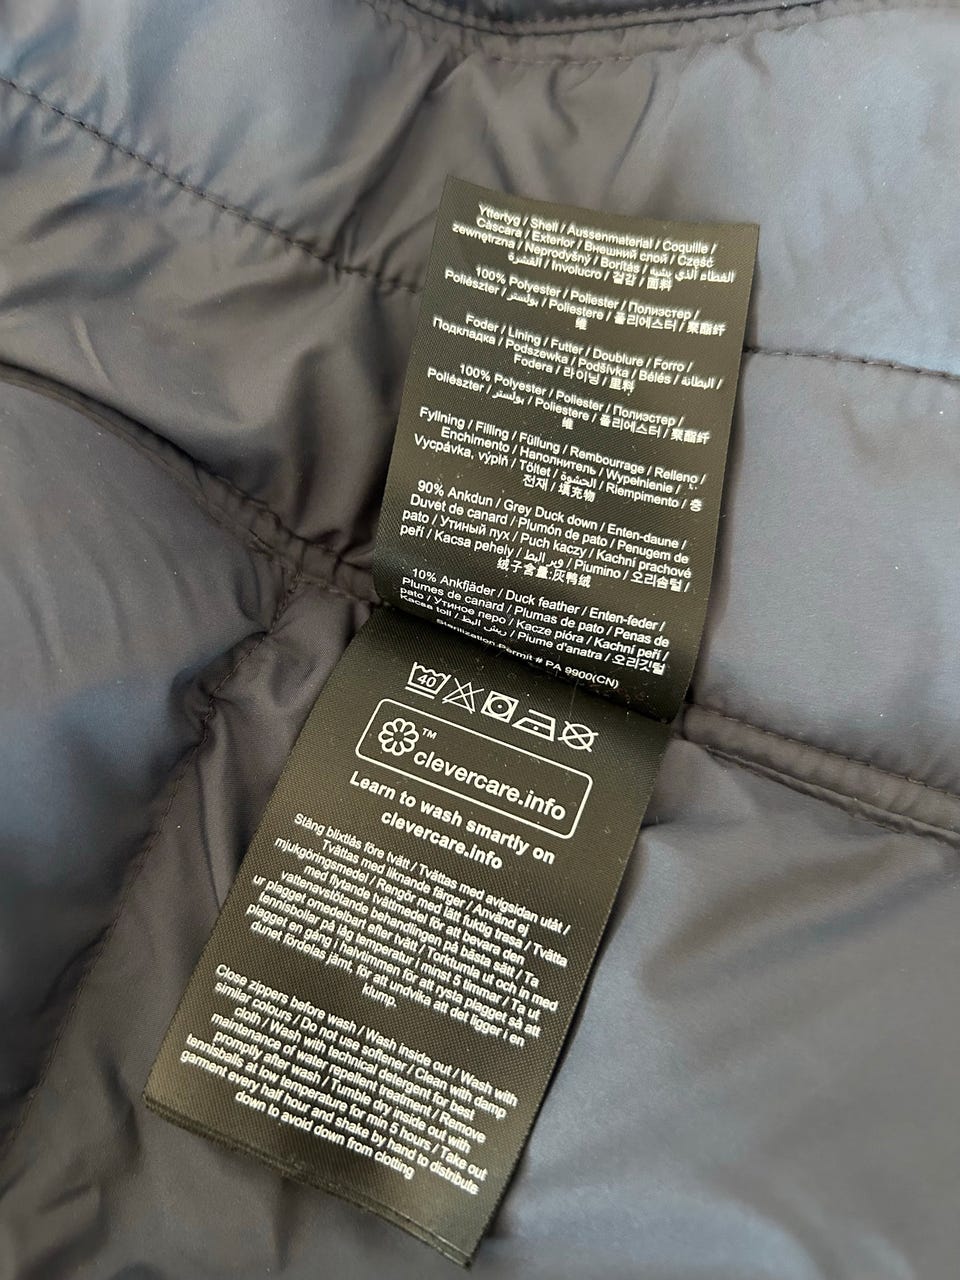 Yttertyg / Shell / Aussenmaterial / Coquille /
Cáscara / Exterior / Внешний слой / Część
zewnętrzna / Neprodyšný / Borítás / الغطاء الذي يشبه
القشرة / Involucro / 겉감 / 面料
100% Polyester / Poliester / Полиэстер /
Poliészter / بولستر / Poliestere / 폴리에스터 / 聚酯纤
维
Foder / Lining / Futter / Doublure / Forro /
Подкладка / Podszewka / Podšívka / Bélés / البطانة /
Fodera / 라이닝 / 里料
100% Polyester / Poliester / Полиэстер /
Poliészter / بولستر / Poliestere / 폴리에스터 / 聚酯纤
维
Fyllning / Filling / Füllung / Rembourrage / Relleno /
Enchimento / Наполнитель / Wypełnienie /
Vycpávka, výplň / Töltet / الحشوة / Riempimento / 충
전재 / 填充物
90% Ankdun / Grey Duck down / Enten-daune /
Duvet de canard / Plumón de pato / Penugem de
pato / Утиный пух / Puch kaczy / Kachní prachové
peří / Kacsa pehely / وبر البط / Piumino / 오리솜털 /
绒子含量:灰鸭绒
10% Ankfjäder / Duck feather / Enten-feder /
Plumes de canard / Plumas de pato / Penas de
pato / Утиное перо / Kacze pióra / Kachní peří /
Kacsa toll / ريش البط / Piume d'anatra / 오리깃털
Sterilization Permit # PA 9900(CN)
40
™
clevercare.info
Learn to wash smartly on
clevercare.info
Stäng blixtlås före tvätt / Tvättas med avigsidan utåt /
Tvättas med liknande färger / Använd ej
mjukgöringsmedel / Rengör med lätt fuktig trasa / Tvätta
med flytande tvättmedel för att bevara den
vattenavstötande behandlingen på bästa sätt / Ta
ur plagget omedelbart efter tvätt / Torktumla ut och in med
tennisbollar på låg temperatur i minst 5 timmar / Ta ut
plagget en gång i halvtimmen för att rysta plagget så att
dunet fördelas jämt, för att undvika att det ligger i en
klump.
Close zippers before wash / Wash inside out / Wash with
similar colours / Do not use softener / Clean with damp
cloth / Wash with technical detergent for best
maintenance of water repellent treatment / Remove
promptly after wash / Tumble dry inside out with
tennisballs at low temperature for min 5 hours / Take out
garment every half hour and shake by hand to distribute
down to avoid down from clotting